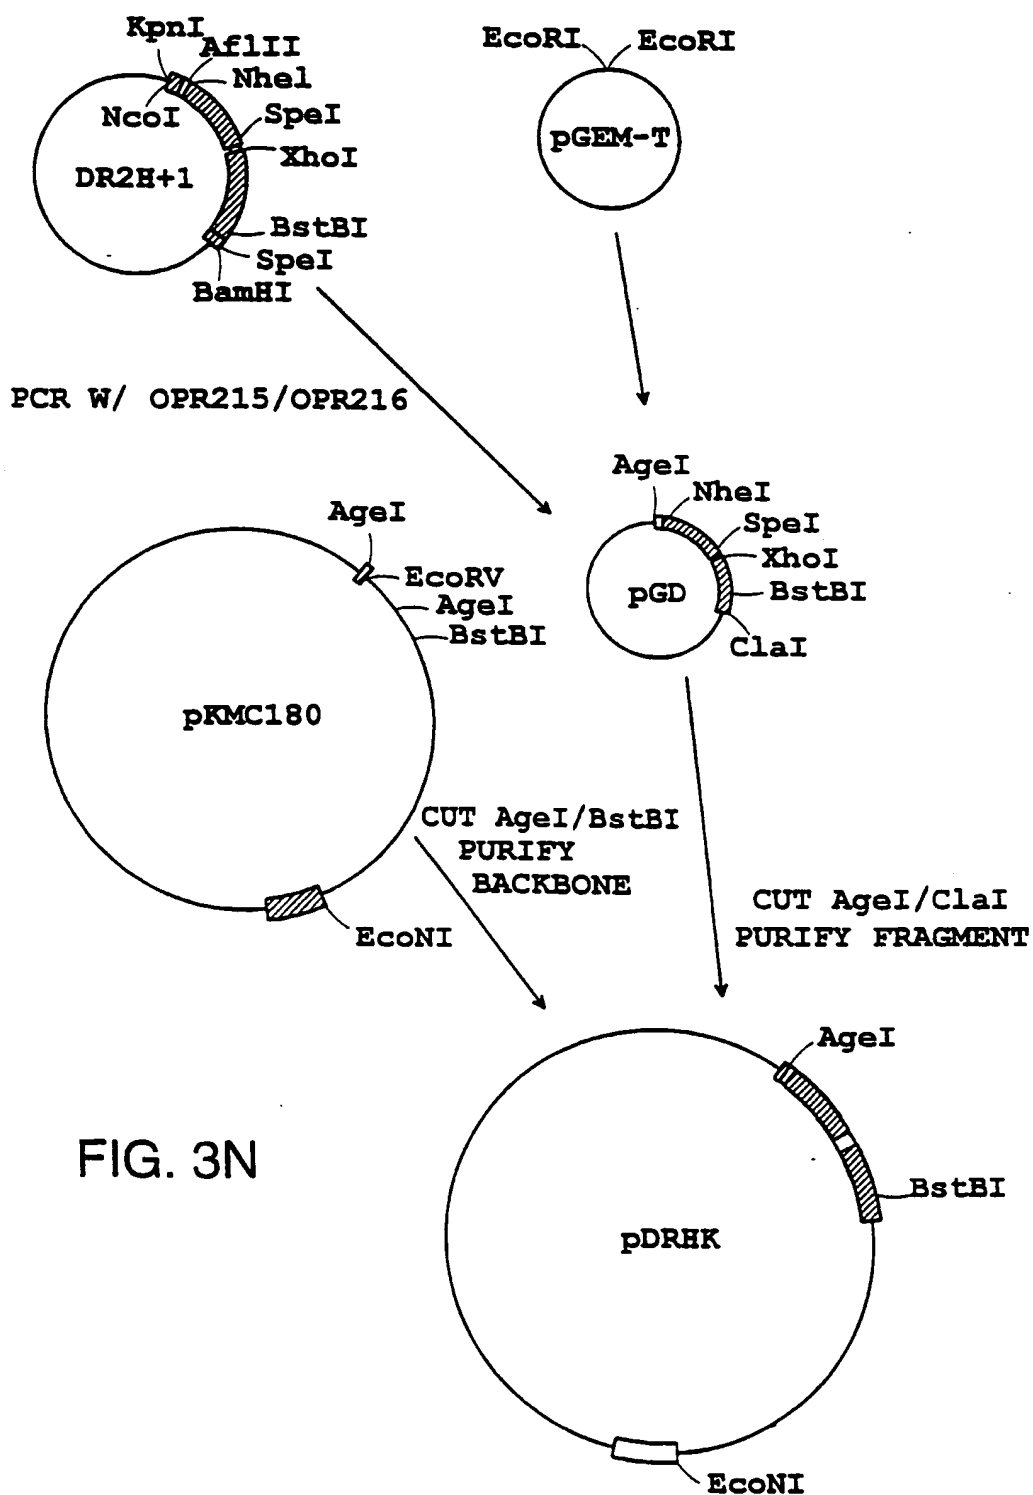 KpnI
AflII
Nhel
NcoI
SpeI
XhoI
DR2H+1
BstBI
SpeI
BamHI
EcoRI
EcoRI
pGEM-T
PCR W/ OPR215/OPR216
AgeI
NheI
SpeI
XhoI
BstBI
pGD
ClaI
AgeI
EcoRV
AgeI
BstBI
pKMC180
EcoNI
CUT AgeI/BstBI
PURIFY
BACKBONE
CUT AgeI/ClaI
PURIFY FRAGMENT
AgeI
BstBI
pDRHK
EcoNI
FIG. 3N